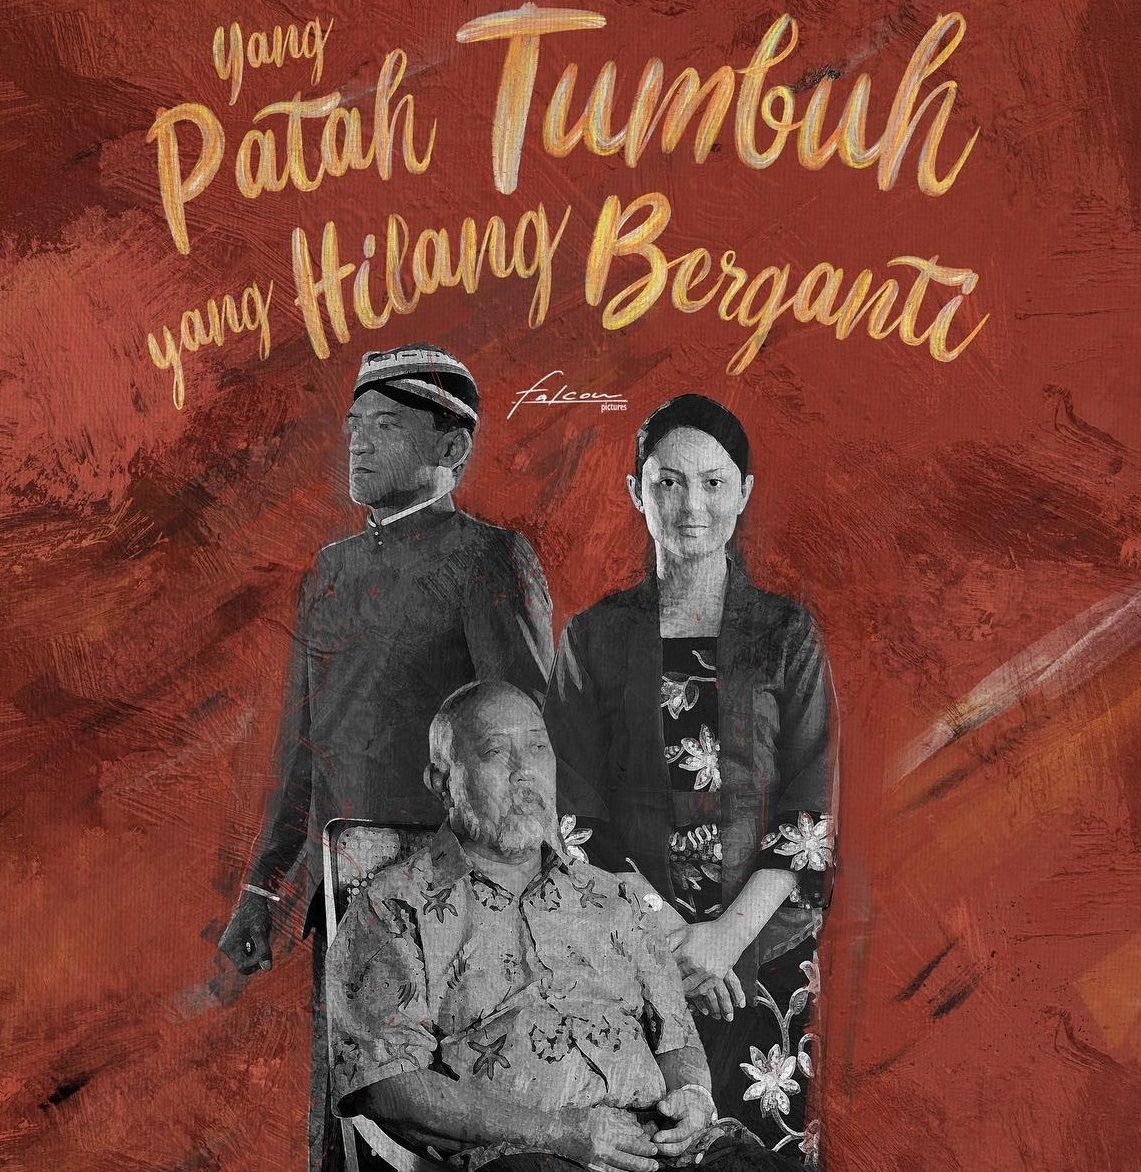 Yang
Patah Tumbuh
yang Hilang Berganti
falcon
pictures